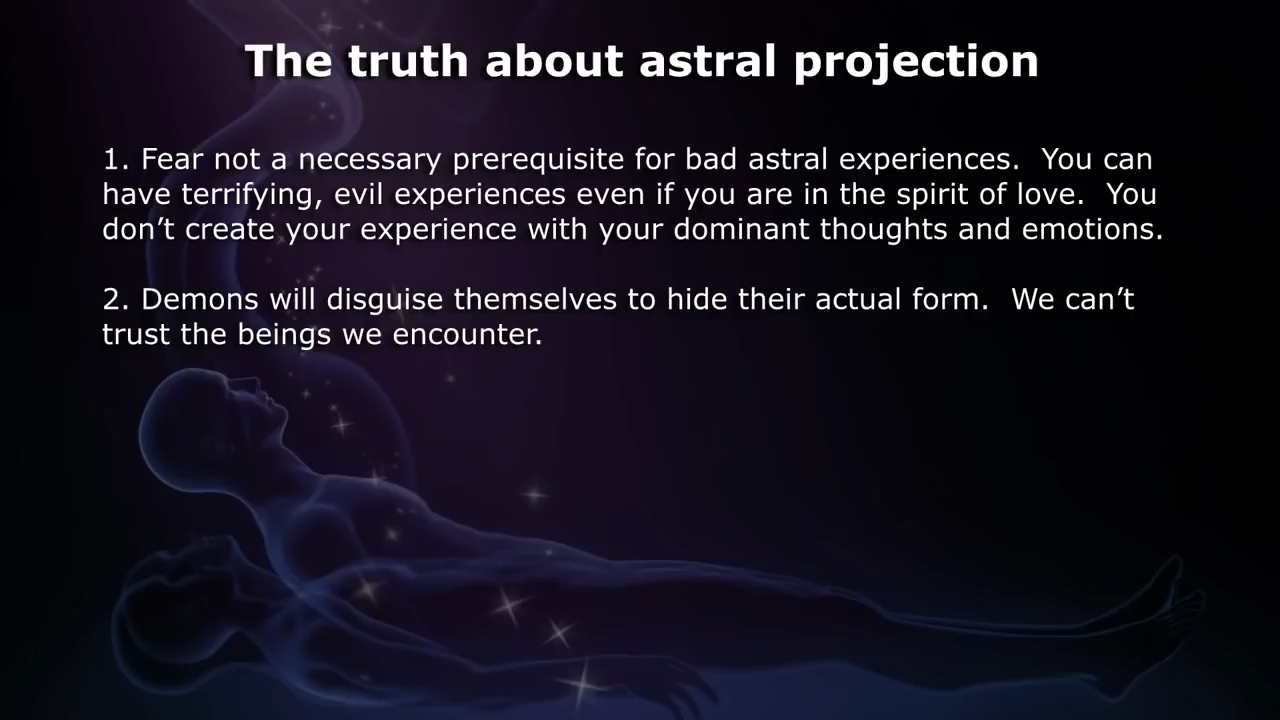 The truth about astral projection
1. Fear not a necessary prerequisite for bad astral experiences.  You can
have terrifying, evil experiences even if you are in the spirit of love.  You
don’t create your experience with your dominant thoughts and emotions.
2. Demons will disguise themselves to hide their actual form.  We can’t
trust the beings we encounter.